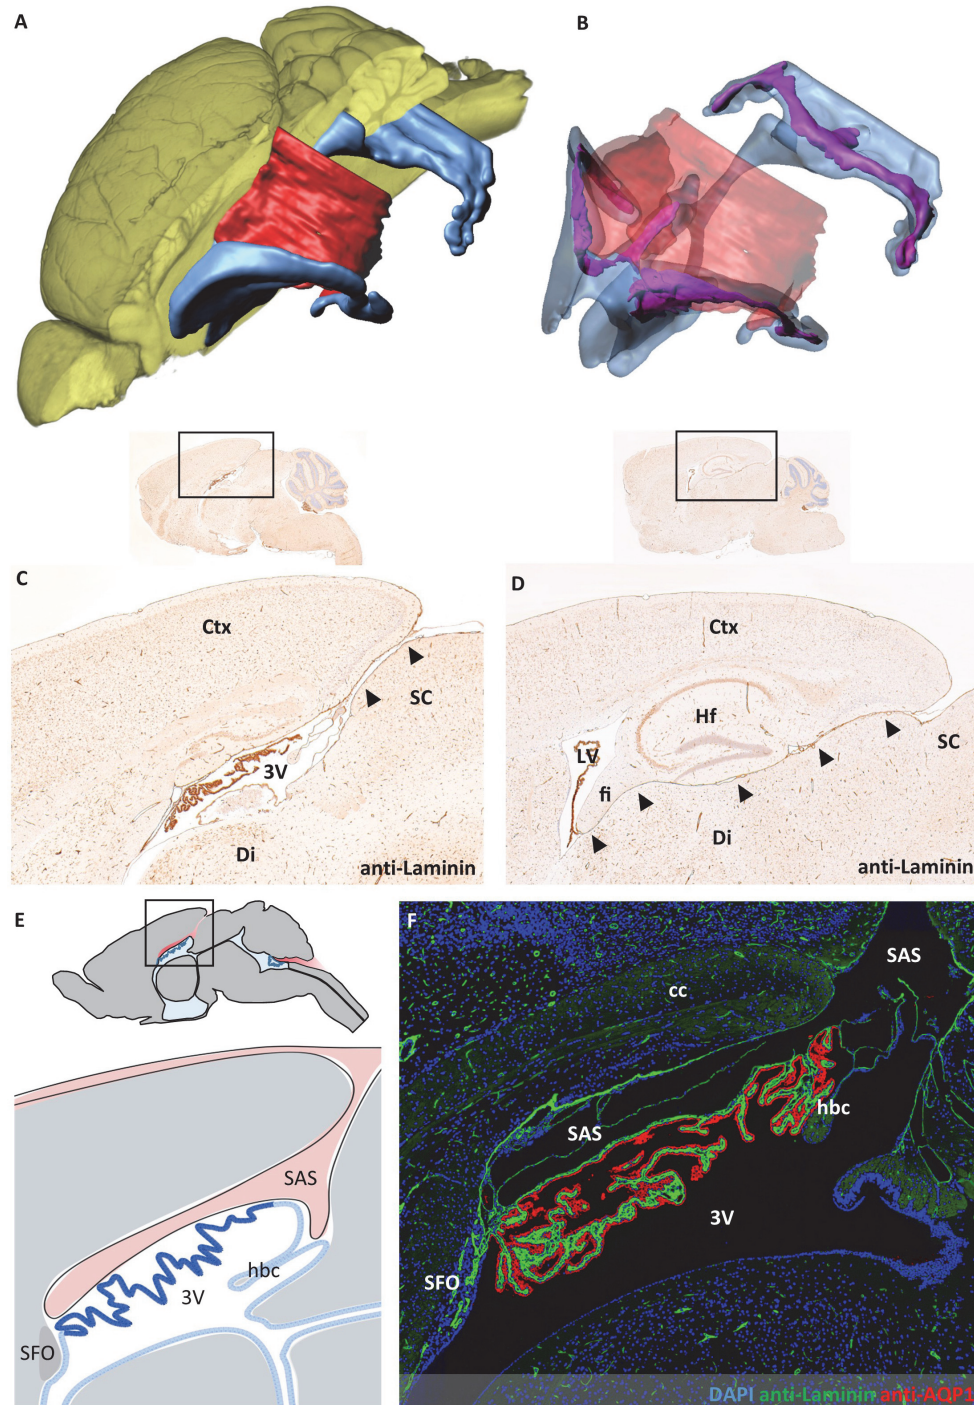 A
B
C
Ctx
SC
3V
Di
anti-Laminin
D
Ctx
Hf
SC
LV
fi
Di
anti-Laminin
E
SAS
hbc
3V
SFO
F
SAS
cc
hbc
SAS
3V
SFO
DAPI anti-Laminin anti-AQP1